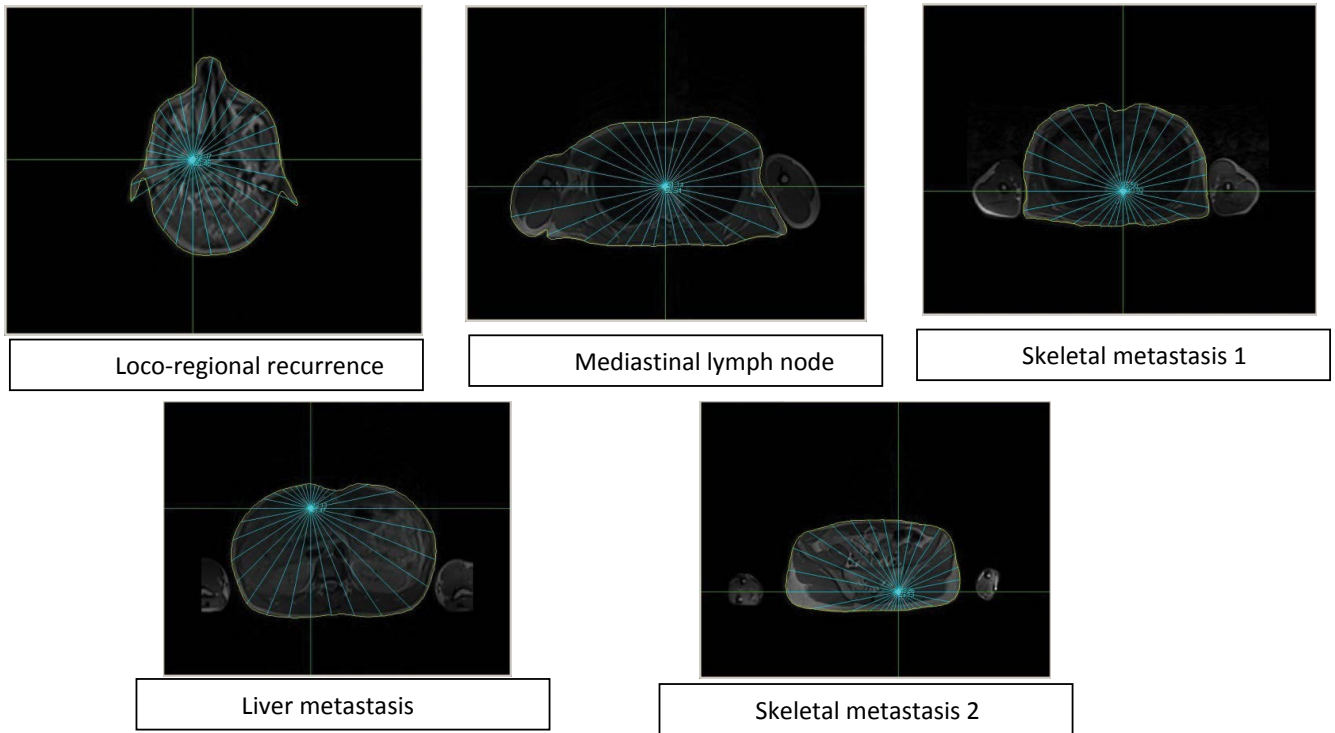 Loco-regional recurrence
Mediastinal lymph node
Skeletal metastasis 1
Liver metastasis
Skeletal metastasis 2